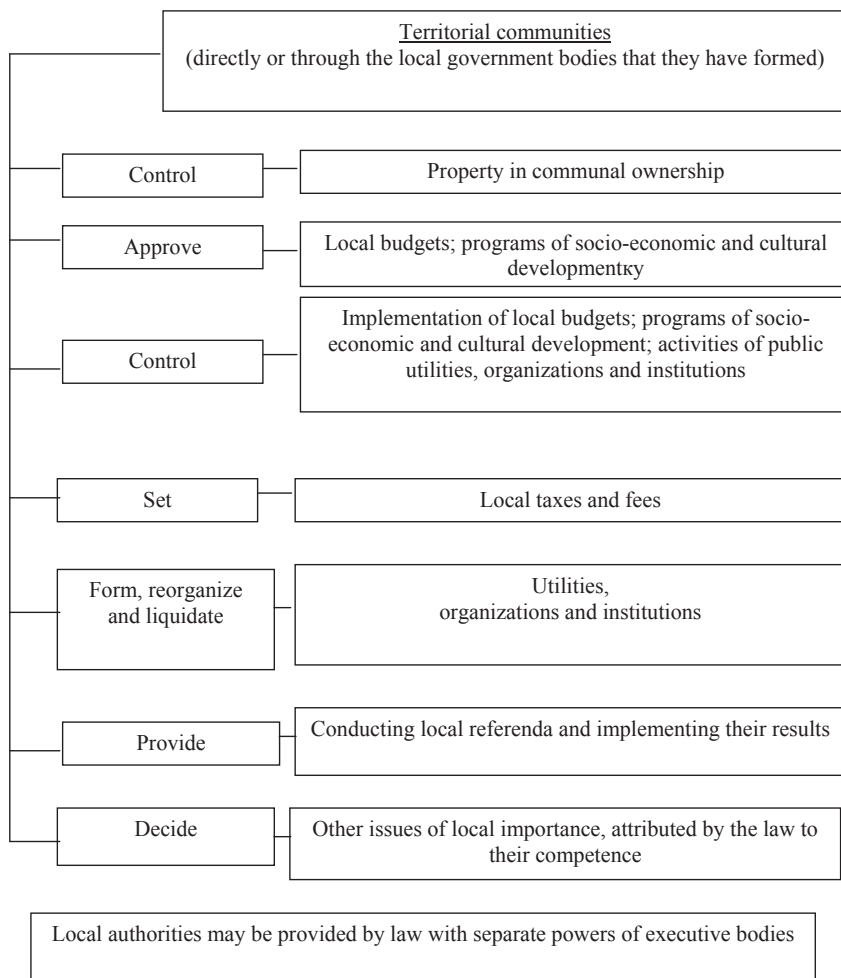 Territorial communities
(directly or through the local government bodies that they have formed)
Control
Property in communal ownership
Approve
Local budgets; programs of socio-economic and cultural
developmentкy
Control
Implementation of local budgets; programs of socio-
economic and cultural development; activities of public
utilities, organizations and institutions
Set
Local taxes and fees
Form, reorganize
and liquidate
Utilities,
organizations and institutions
Provide
Conducting local referenda and implementing their results
Decide
Other issues of local importance, attributed by the law to
their competence
Local authorities may be provided by law with separate powers of executive bodies